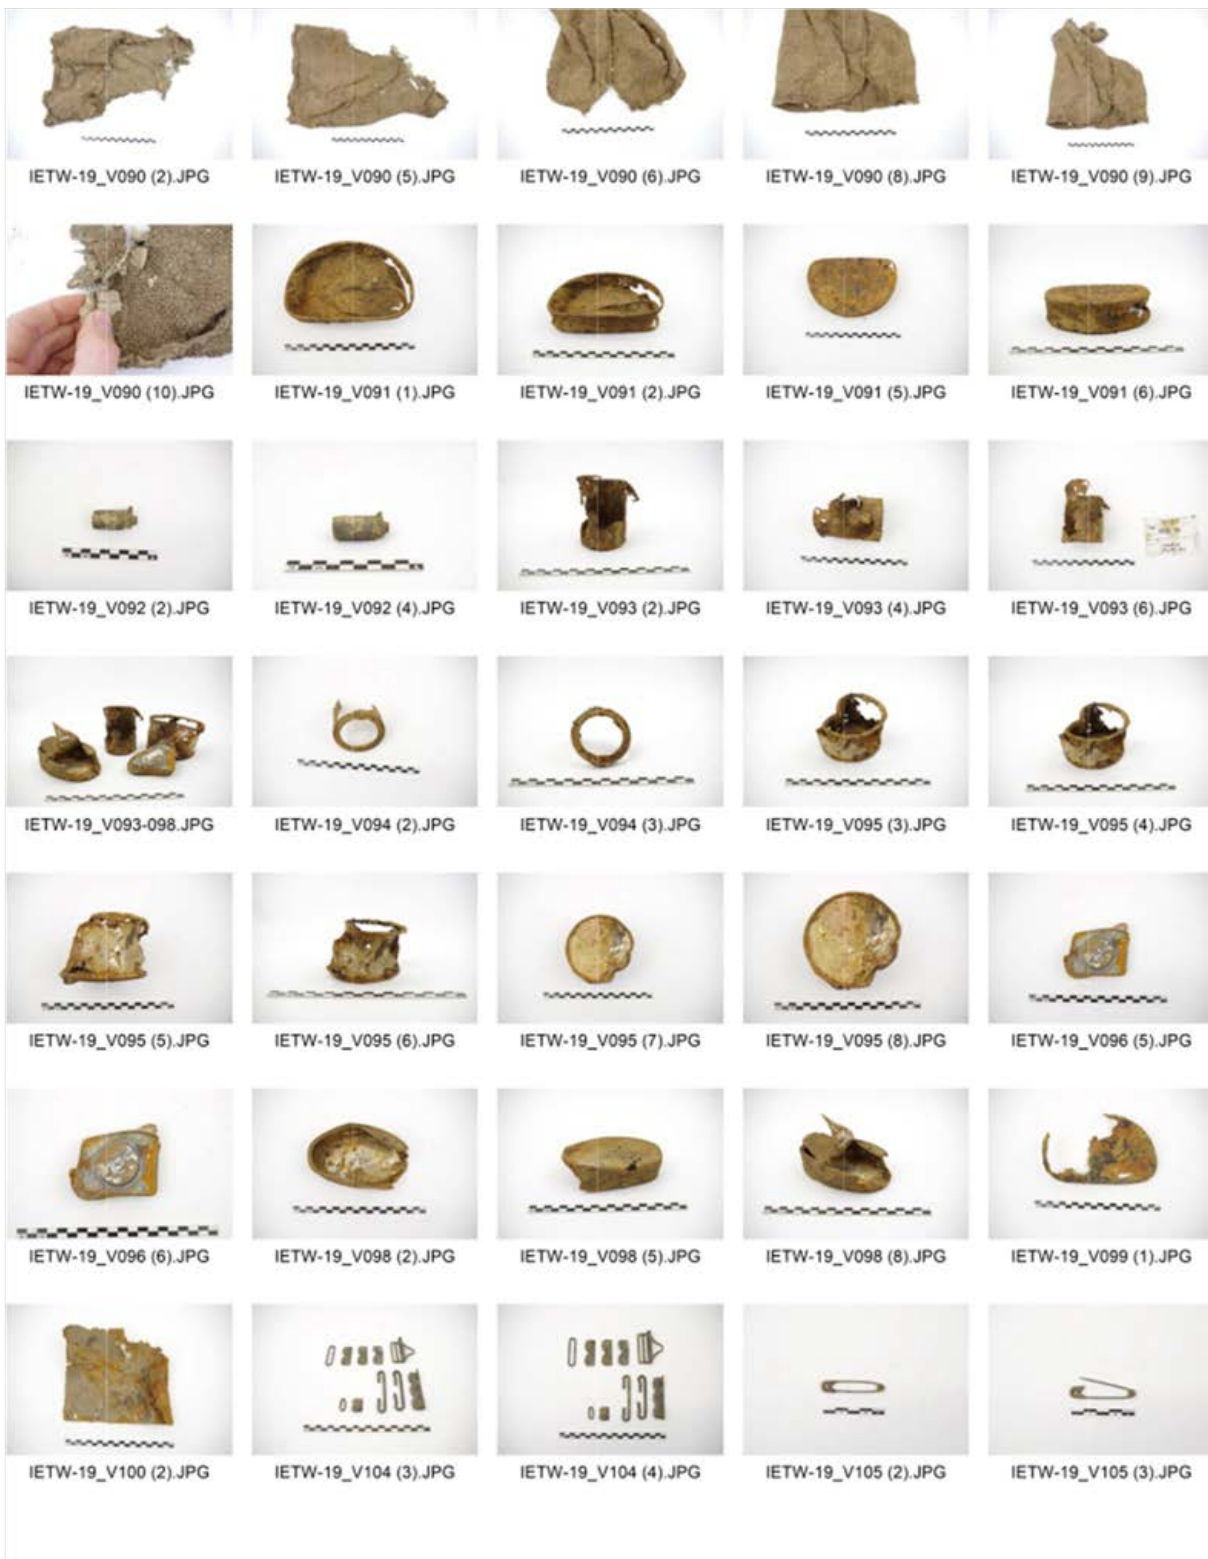 IETW-19_V090 (2).JPG
IETW-19_V090 (5).JPG
IETW-19_V090 (6).JPG
IETW-19_V090 (8).JPG
IETW-19_V090 (9).JPG
IETW-19_V090 (10).JPG
IETW-19_V091 (1).JPG
IETW-19_V091 (2).JPG
IETW-19_V091 (5).JPG
IETW-19_V091 (6).JPG
IETW-19_V092 (2).JPG
IETW-19_V092 (4).JPG
IETW-19_V093 (2).JPG
IETW-19_V093 (4).JPG
IETW-19_V093 (6).JPG
IETW-19_V093-098.JPG
IETW-19_V094 (2).JPG
IETW-19_V094 (3).JPG
IETW-19_V095 (3).JPG
IETW-19_V095 (4).JPG
IETW-19_V095 (5).JPG
IETW-19_V095 (6).JPG
IETW-19_V095 (7).JPG
IETW-19_V095 (8).JPG
IETW-19_V096 (5).JPG
IETW-19_V096 (6).JPG
IETW-19_V098 (2).JPG
IETW-19_V098 (5).JPG
IETW-19_V098 (8).JPG
IETW-19_V099 (1).JPG
IETW-19_V100 (2).JPG
IETW-19_V104 (3).JPG
IETW-19_V104 (4).JPG
IETW-19_V105 (2).JPG
IETW-19_V105 (3).JPG